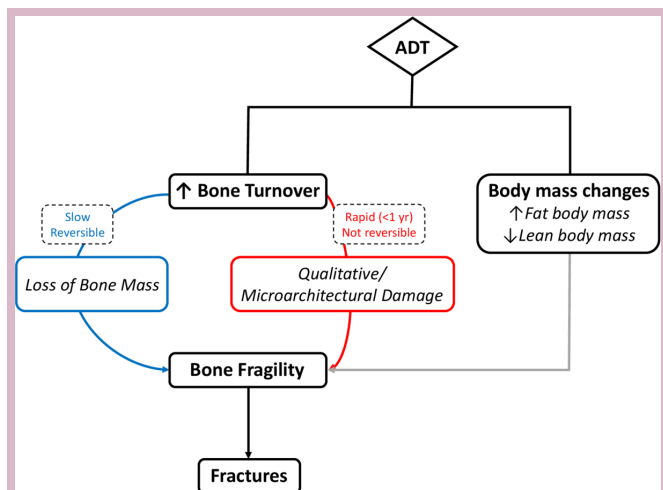 ADT
↑ Bone Turnover
Body mass changes
↑Fat body mass
↓Lean body mass
Slow
Reversible
Rapid (<1 yr)
Not reversible
Loss of Bone Mass
Qualitative/
Microarchitectural Damage
Bone Fragility
Fractures